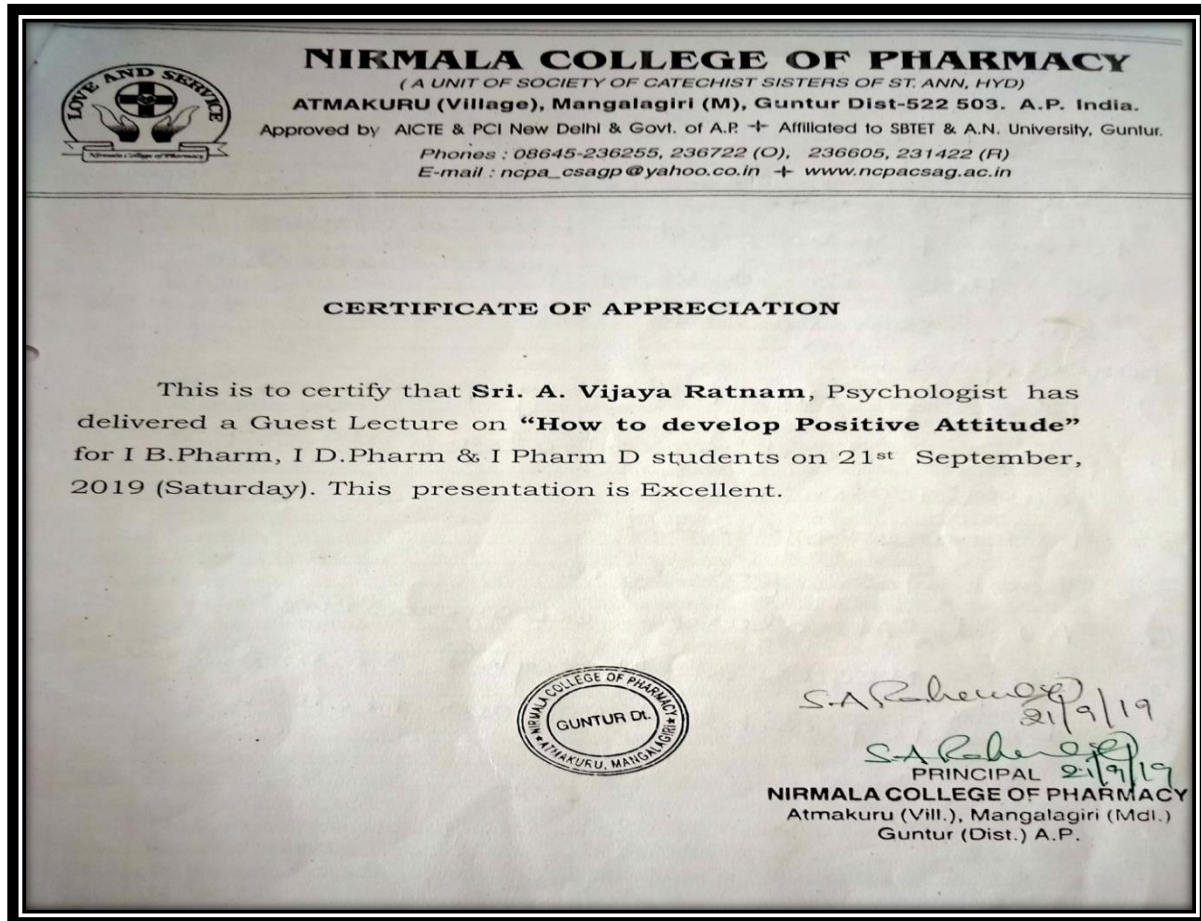 NIRMALA COLLEGE OF PHARMACY
( A UNIT OF SOCIETY OF CATECHIST SISTERS OF ST. ANN, HYD)
ATMAKURU (Village), Mangalagiri (M), Guntur Dist-522 503. A.P. India.
Approved by AICTE & PCI New Delhi & Govt. of A.P. + Affiliated to SBTET & A.N. University, Guntur.
Phones : 08645-236255, 236722 (O), 236605, 231422 (R)
E-mail : ncpa_csagp@yahoo.co.in + www.ncpacsag.ac.in
LOVE AND SERVICE
Nirmala College of Pharmacy
CERTIFICATE OF APPRECIATION
This is to certify that Sri. A. Vijaya Ratnam, Psychologist has
delivered a Guest Lecture on “How to develop Positive Attitude”
for I B.Pharm, I D.Pharm & I Pharm D students on 21st September,
2019 (Saturday). This presentation is Excellent.
NIRMALA COLLEGE OF PHARMACY
GUNTUR Dt.
ATMAKURU, MANGALAGIRI
S.A
21/9/19
S.A
PRINCIPAL 21/9/19
NIRMALA COLLEGE OF PHARMACY
Atmakuru (Vill.), Mangalagiri (Mdl.)
Guntur (Dist.) A.P.